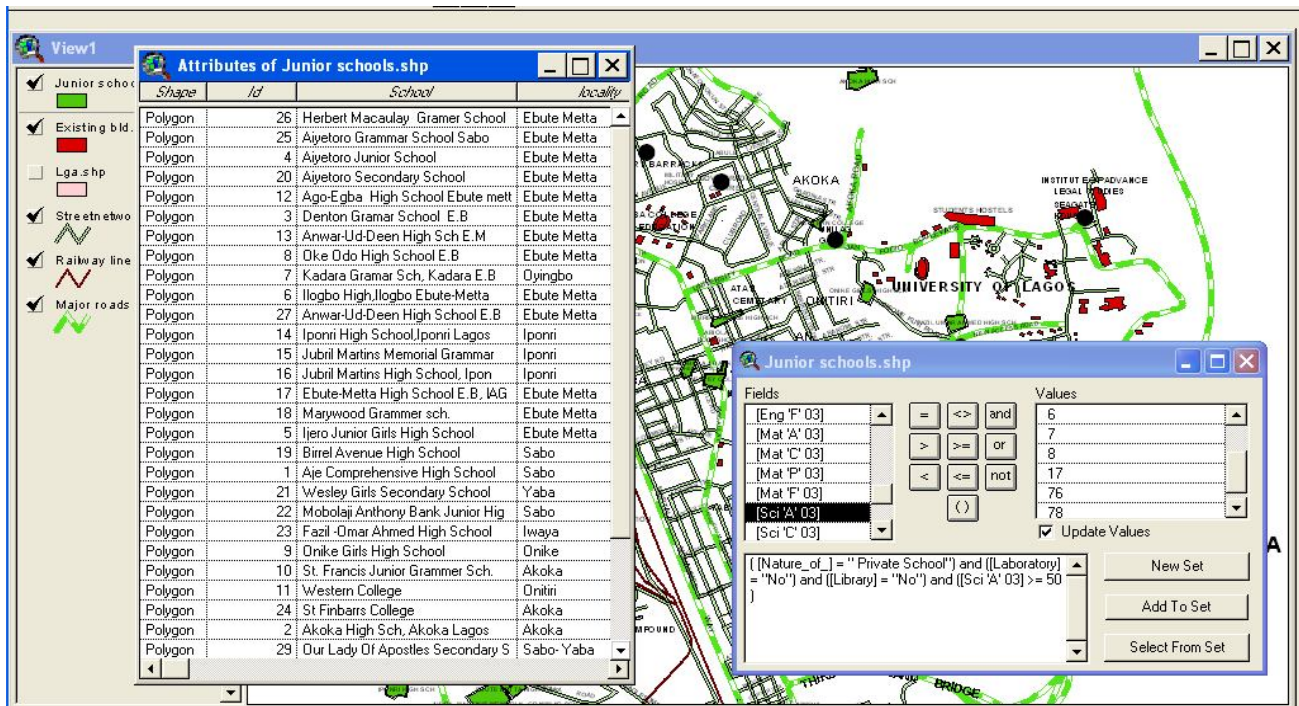 View1
Junior schoo
Existing bld.
Lga.shp
Streetnetwo
Railway line
Major roads
Attributes of Junior schools.shp
Shape Id School locality
Polygon 26 Herbert Macaulay Gramer School Ebute Metta
Polygon 25 Aiyetoro Grammar School Sabo Ebute Metta
Polygon 4 Aiyetoro Junior School Ebute Metta
Polygon 20 Aiyetoro Secondary School Ebute Metta
Polygon 12 Ago-Egba High School Ebute mett Ebute Metta
Polygon 3 Denton Gramar School E.B Ebute Metta
Polygon 13 Anwar-Ud-Deen High Sch E.M Ebute Metta
Polygon 8 Oke Odo High School E.B Ebute Metta
Polygon 7 Kadara Gramar Sch, Kadara E.B Oyingbo
Polygon 6 Ilogbo High,Ilogbo Ebute-Metta Ebute Metta
Polygon 27 Anwar-Ud-Deen High School E.B Ebute Metta
Polygon 14 Iponri High School,Iponri Lagos Iponri
Polygon 15 Jubril Martins Memorial Grammar Iponri
Polygon 16 Jubril Martins High School, Ipon Iponri
Polygon 17 Ebute-Metta High School E.B, IAG Ebute Metta
Polygon 18 Marywood Grammer sch. Ebute Metta
Polygon 5 Ijero Junior Girls High School Ebute Metta
Polygon 19 Birrel Avenue High School Sabo
Polygon 1 Aje Comprehensive High School Sabo
Polygon 21 Wesley Girls Secondary School Yaba
Polygon 22 Mobolaji Anthony Bank Junior Hig Sabo
Polygon 23 Fazil -Omar Ahmed High School Iwaya
Polygon 9 Onike Girls High School Onike
Polygon 10 St. Francis Junior Grammer Sch. Akoka
Polygon 11 Western College Onitiri
Polygon 24 St Finbarrs College Akoka
Polygon 2 Akoka High Sch, Akoka Lagos Akoka
Polygon 29 Our Lady Of Apostles Secondary S Sabo- Yaba
BARRACKS
AKOKA
INSTITUTE
ADVANCE
LEGAL
STUDENTS HOSTELS
CEMETARY
ONITIRI
UNIVERSITY OF LAGOS
BRIDGE
A
Junior schools.shp
Fields
[Eng 'F' 03]
[Mat 'A' 03]
[Mat 'C' 03]
[Mat 'P' 03]
[Mat 'F' 03]
[Sci 'A' 03]
[Sci 'C' 03]
= <> and
> >= or
< <= not
()
Values
6
7
8
17
76
78
Update Values
( [Nature_of_] = " Private School") and ([Laboratory]
= "No") and ([Library] = "No") and ([Sci 'A' 03] >= 50
)
New Set
Add To Set
Select From Set